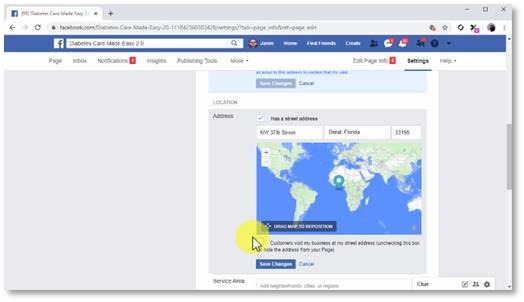 (60) Diabetes Care Made Easy 2.0
facebook.com/Diabetes-Care-Made-Easy-20-111842368583428/settings/?tab=page_info&ref=page_edit
Diabetes Care Made Easy 2.0
Jamie
Home
Find Friends
Create
Page
Inbox
Notifications
Insights
Publishing Tools
More
Edit Page Info
Settings
Help
an email to this address to confirm that it's valid.
Save Changes
Cancel
LOCATION
Address
Has a street address
NW 37th Street
Doral, Florida
33195
DRAG MAP TO REPOSITION
Customers visit my business at my street address (unchecking this box
hide the address from your Page)
Save Changes
Cancel
Service Area
Add neighborhoods, cities, or regions.
Chat